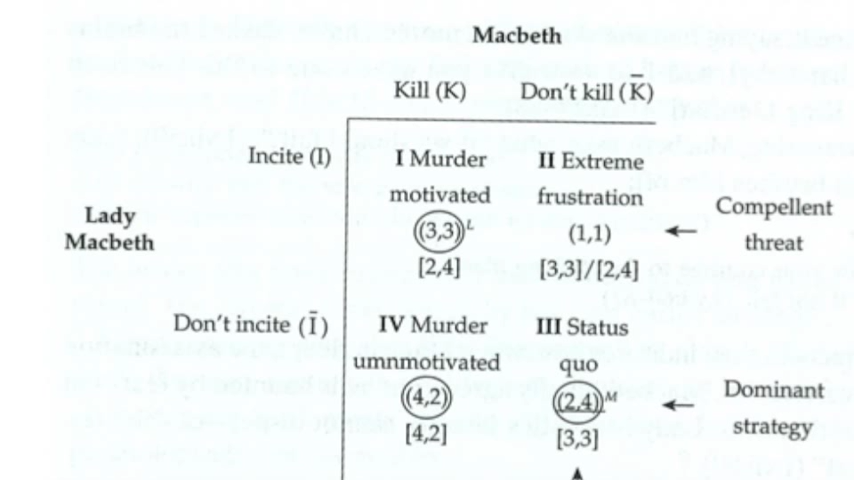 Macbeth
Kill (K) Don't kill (K̄)
Incite (I) I Murder II Extreme
motivated frustration
Lady
Macbeth
(3,3)L (1,1) ← Compellent
threat
[2,4] [3,3]/[2,4]
Don't incite (Ī) IV Murder III Status
unnmotivated quo
(4,2) (2,4)M ← Dominant
strategy
[4,2] [3,3]